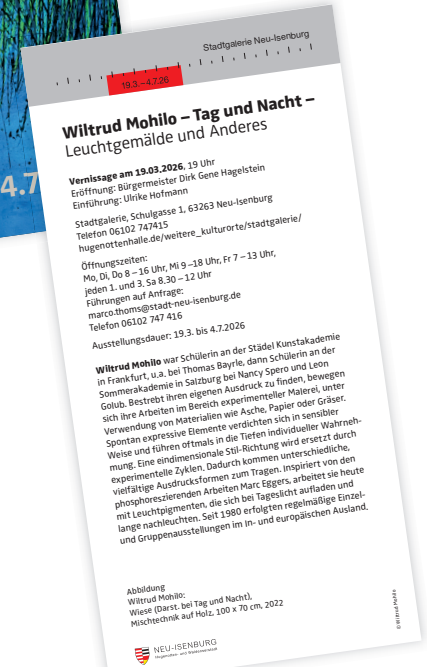 4.7
Stadtgalerie Neu-Isenburg
19.3.–4.7.26
Wiltrud Mohilo – Tag und Nacht –
Leuchtgemälde und Anderes
Vernissage am 19.03.2026, 19 Uhr
Eröffnung: Bürgermeister Dirk Gene Hagelstein
Einführung: Ulrike Hofmann
Stadtgalerie, Schulgasse 1, 63263 Neu-Isenburg
Telefon 06102 747415
hugenottenhalle.de/weitere_kulturorte/stadtgalerie/
Öffnungszeiten:
Mo, Di, Do 8 – 16 Uhr, Mi 9 –18 Uhr, Fr 7 – 13 Uhr,
jeden 1. und 3. Sa 8.30 – 12 Uhr
Führungen auf Anfrage:
marco.thoms@stadt-neu-isenburg.de
Telefon 06102 747 416
Ausstellungsdauer: 19.3. bis 4.7.2026
Wiltrud Mohilo war Schülerin an der Städel Kunstakademie
in Frankfurt, u.a. bei Thomas Bayrle, dann Schülerin an der
Sommerakademie in Salzburg bei Nancy Spero und Leon
Golub. Bestrebt ihren eigenen Ausdruck zu finden, bewegen
sich ihre Arbeiten im Bereich experimenteller Malerei, unter
Verwendung von Materialien wie Asche, Papier oder Gräser.
Spontan expressive Elemente verdichten sich in sensibler
Weise und führen oftmals in die Tiefen individueller Wahrneh-
mung. Eine eindimensionale Stil-Richtung wird ersetzt durch
experimentelle Zyklen. Dadurch kommen unterschiedliche,
vielfältige Ausdrucksformen zum Tragen. Inspiriert von den
phosphoreszierenden Arbeiten Marc Eggers, arbeitet sie heute
mit Leuchtpigmenten, die sich bei Tageslicht aufladen und
lange nachleuchten. Seit 1980 erfolgten regelmäßige Einzel-
und Gruppenausstellungen im In- und europäischen Ausland.
Abbildung
Wiltrud Mohilo:
Wiese (Darst. bei Tag und Nacht),
Mischtechnik auf Holz, 100 x 70 cm, 2022
© Wiltrud Mohilo
NEU-ISENBURG
Hugenotten- und Waldenserstadt